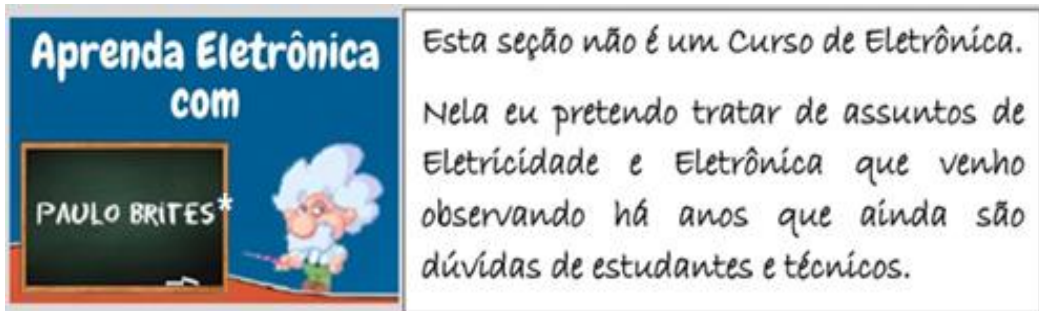 Aprenda Eletrônica
com
PAULO BRITES*
Esta seção não é um Curso de Eletrônica.
Nela eu pretendo tratar de assuntos de
Eletricidade e Eletrônica que venho
observando há anos que ainda são
dúvidas de estudantes e técnicos.